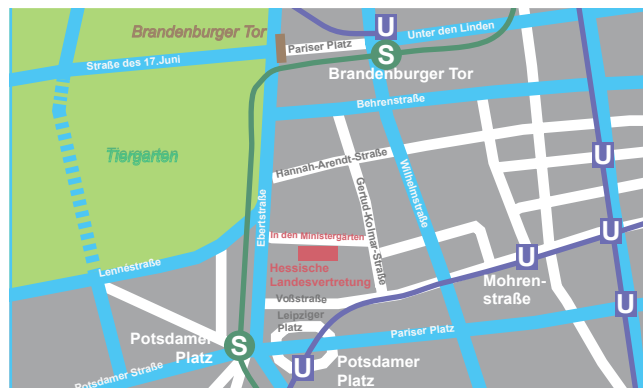 Brandenburger Tor
U
Unter den Linden
Pariser Platz
S
Straße des 17.Juni
Brandenburger Tor
Behrenstraße
Tiergarten
Hannah-Arendt-Straße
U
Wilhelmstraße
Gertud-Kolmar-Straße
Ebertstraße
In den Ministergärten
U
U
Lennéstraße
Hessische
Landesvertretung
Mohren-
straße
Voßstraße
Leipziger
Platz
U
Pariser Platz
Potsdamer
Platz
S
Potsdamer Straße
U
Potsdamer
Platz